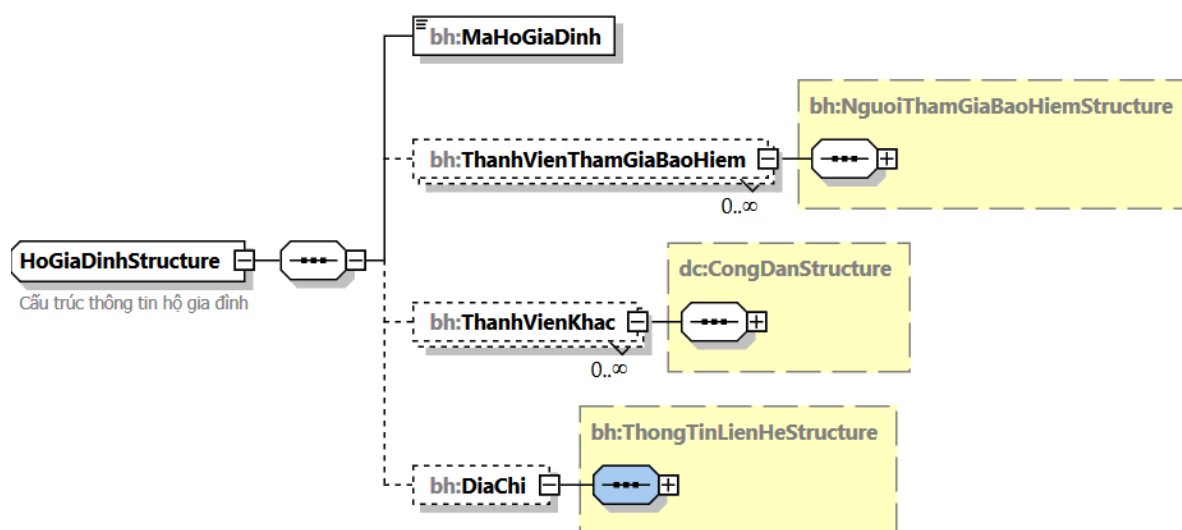 bh:MaHoGiaDinh
bh:NguoiThamGiaBaoHiemStructure
bh:ThanhVienThamGiaBaoHiem
0..∞
HoGiaDinhStructure
Cấu trúc thông tin hộ gia đình
dc:CongDanStructure
bh:ThanhVienKhac
0..∞
bh:ThongTinLienHeStructure
bh:DiaChi